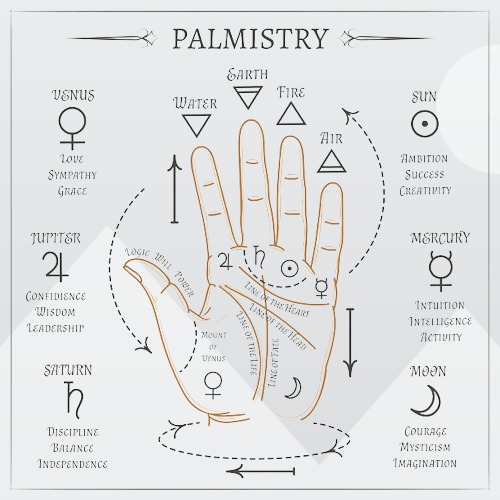 PALMISTRY
EARTH
WATER
FIRE
AIR
VENUS
LOVE
SYMPATHY
GRACE
SUN
AMBITION
SUCCESS
CREATIVITY
JUPITER
CONFIDENCE
WISDOM
LEADERSHIP
MERCURY
INTUITION
INTELLIGENCE
ACTIVITY
SATURN
DISCIPLINE
BALANCE
INDEPENDENCE
MOON
COURAGE
MYSTICISM
IMAGINATION
LOGIC WILL POWER
LINE OF THE HEART
LINE OF THE HEAD
LINE OF THE LIFE
LINE OF FATE
MOUNT
OF
VENUS